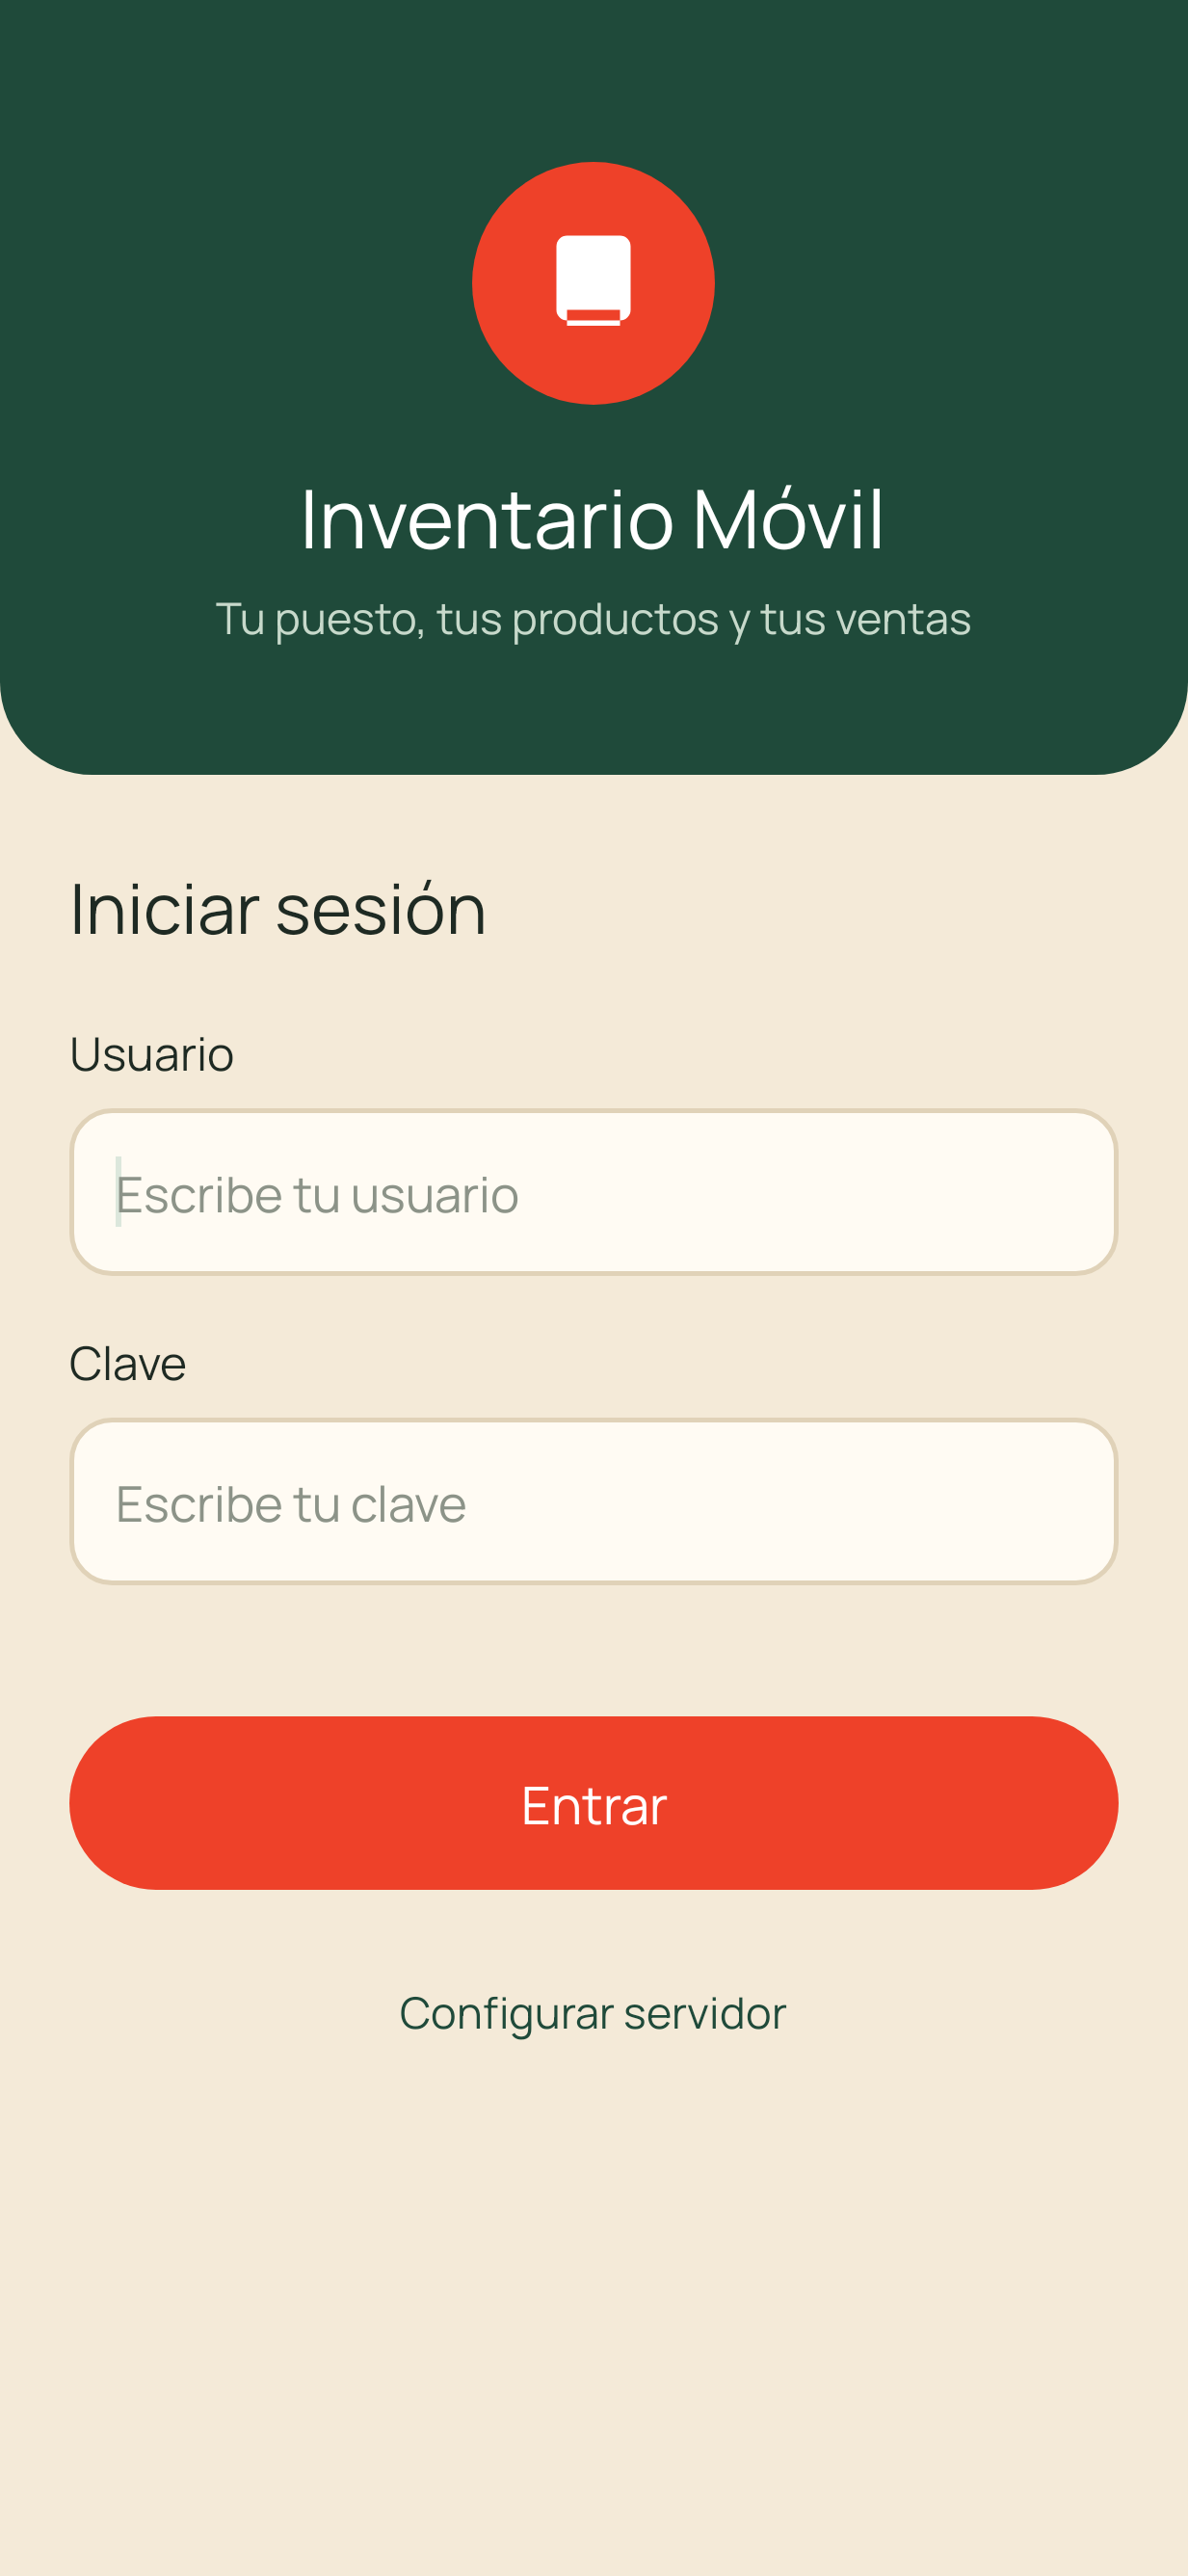 Inventario Móvil
Tu puesto, tus productos y tus ventas
Iniciar sesión
Usuario
Escribe tu usuario
Clave
Escribe tu clave
Entrar
Configurar servidor